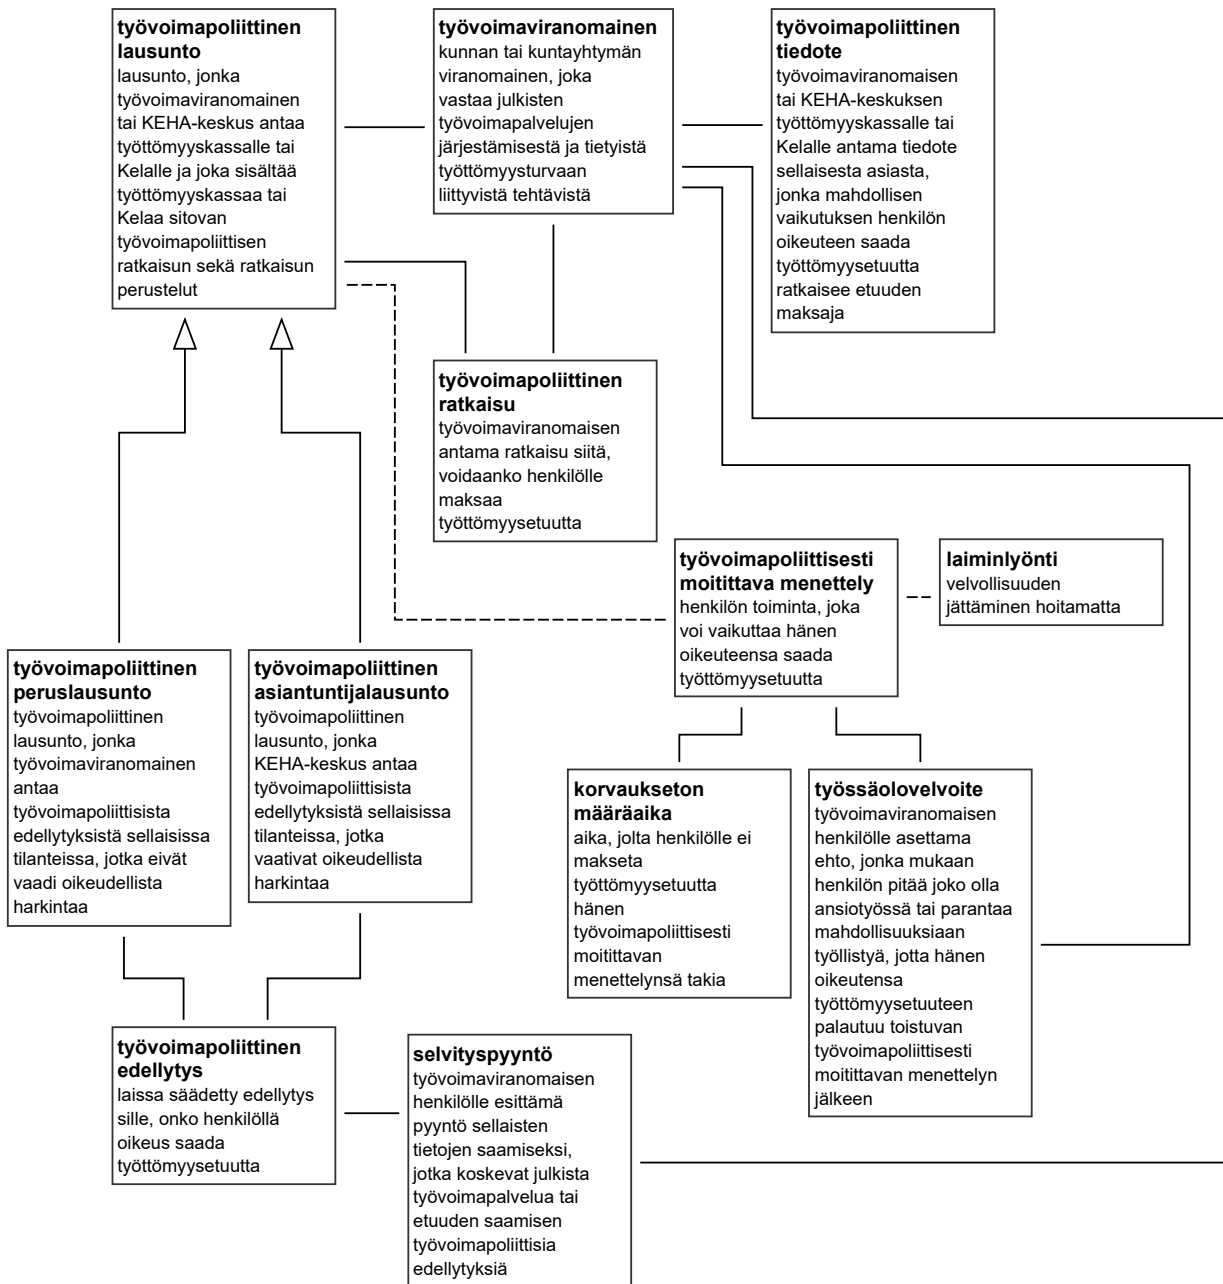 työvoimapoliittinen
lausunto
lausunto, jonka
työvoimaviranomainen
tai KEHA-keskus antaa
työttömyyskassalle tai
Kelalle ja joka sisältää
työttömyyskassaa tai
Kelaa sitovan
työvoimapoliittisen
ratkaisun sekä ratkaisun
perustelut
työvoimaviranomainen
kunnan tai kuntayhtymän
viranomainen, joka
vastaa julkisten
työvoimapalvelujen
järjestämisestä ja tietyistä
työttömyysturvaan
liittyvistä tehtävistä
työvoimapoliittinen
tiedote
työvoimaviranomaisen
tai KEHA-keskuksen
työttömyyskassalle tai
Kelalle antama tiedote
sellaisesta asiasta,
jonka mahdollisen
vaikutuksen henkilön
oikeuteen saada
työttömyysetuutta
ratkaisee etuuden
maksaja
työvoimapoliittinen
ratkaisu
työvoimaviranomaisen
antama ratkaisu siitä,
voidaanko henkilölle
maksaa
työttömyysetuutta
työvoimapoliittisesti
moitittava menettely
henkilön toiminta, joka
voi vaikuttaa hänen
oikeuteensa saada
työttömyysetuutta
laiminlyönti
velvollisuuden
jättäminen hoitamatta
työvoimapoliittinen
peruslausunto
työvoimapoliittinen
lausunto, jonka
työvoimaviranomainen
antaa
työvoimapoliittisista
edellytyksistä sellaisissa
tilanteissa, jotka eivät
vaadi oikeudellista
harkintaa
työvoimapoliittinen
asiantuntijalausunto
työvoimapoliittinen
lausunto, jonka
KEHA-keskus antaa
työvoimapoliittisista
edellytyksistä sellaisissa
tilanteissa, jotka
vaativat oikeudellista
harkintaa
korvaukseton
määräaika
aika, jolta henkilölle ei
makseta
työttömyysetuutta
hänen
työvoimapoliittisesti
moitittavan
menettelynsä takia
työssäolovelvoite
työvoimaviranomaisen
henkilölle asettama
ehto, jonka mukaan
henkilön pitää joko olla
ansiotyössä tai parantaa
mahdollisuuksiaan
työllistyä, jotta hänen
oikeutensa
työttömyysetuuteen
palautuu toistuvan
työvoimapoliittisesti
moitittavan menettelyn
jälkeen
työvoimapoliittinen
edellytys
laissa säädetty edellytys
sille, onko henkilöllä
oikeus saada
työttömyysetuutta
selvityspyyntö
työvoimaviranomaisen
henkilölle esittämä
pyyntö sellaisten
tietojen saamiseksi,
jotka koskevat julkista
työvoimapalvelua tai
etuuden saamisen
työvoimapoliittisia
edellytyksiä